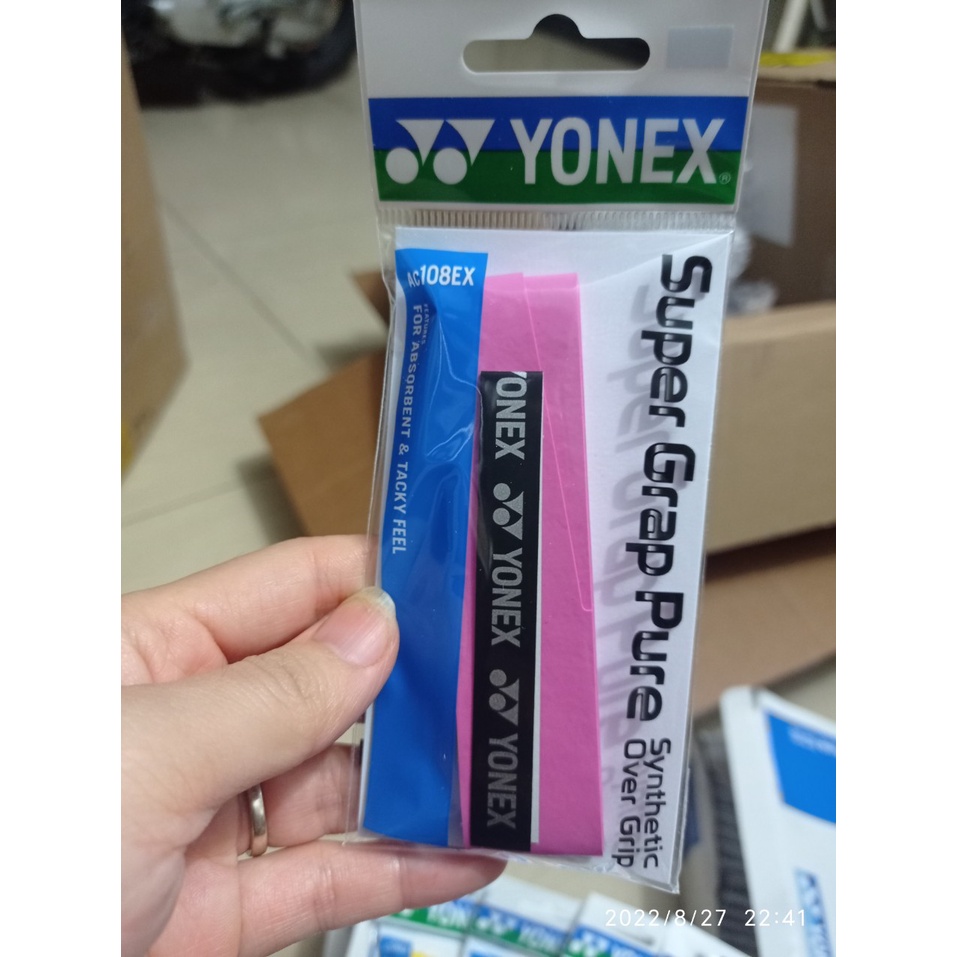 YONEX®
AC108EX
FEATURES
FOR ABSORBENT & TACKY FEEL
YONEX YONEX YONEX
Super Grap Pure
Synthetic
Over Grip
2022/8/27 22:41